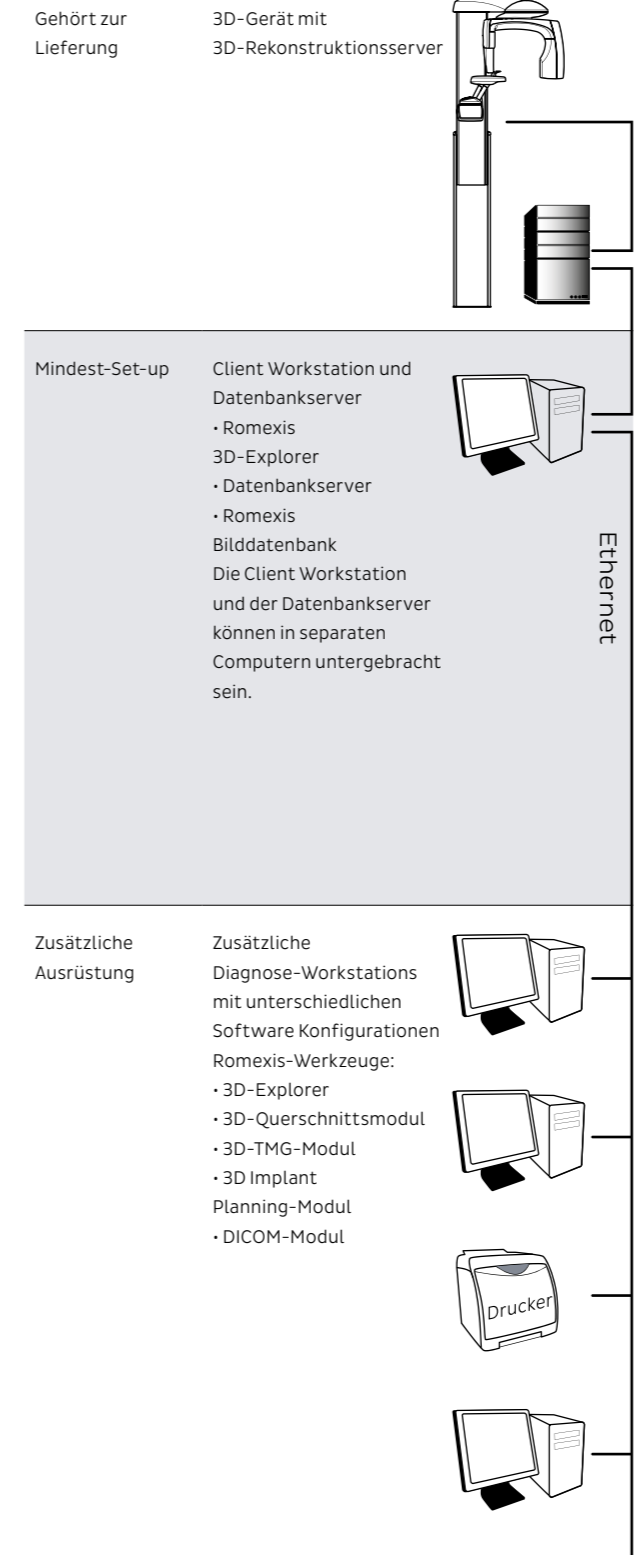 Gehört zur
Lieferung
3D-Gerät mit
3D-Rekonstruktionsserver
Mindest-Set-up
Client Workstation und
Datenbankserver
• Romexis
3D-Explorer
• Datenbankserver
• Romexis
Bilddatenbank
Die Client Workstation
und der Datenbankserver
können in separaten
Computern untergebracht
sein.
Ethernet
Zusätzliche
Ausrüstung
Zusätzliche
Diagnose-Workstations
mit unterschiedlichen
Software Konfigurationen
Romexis-Werkzeuge:
• 3D-Explorer
• 3D-Querschnittsmodul
• 3D-TMG-Modul
• 3D Implant
Planning-Modul
• DICOM-Modul
Drucker